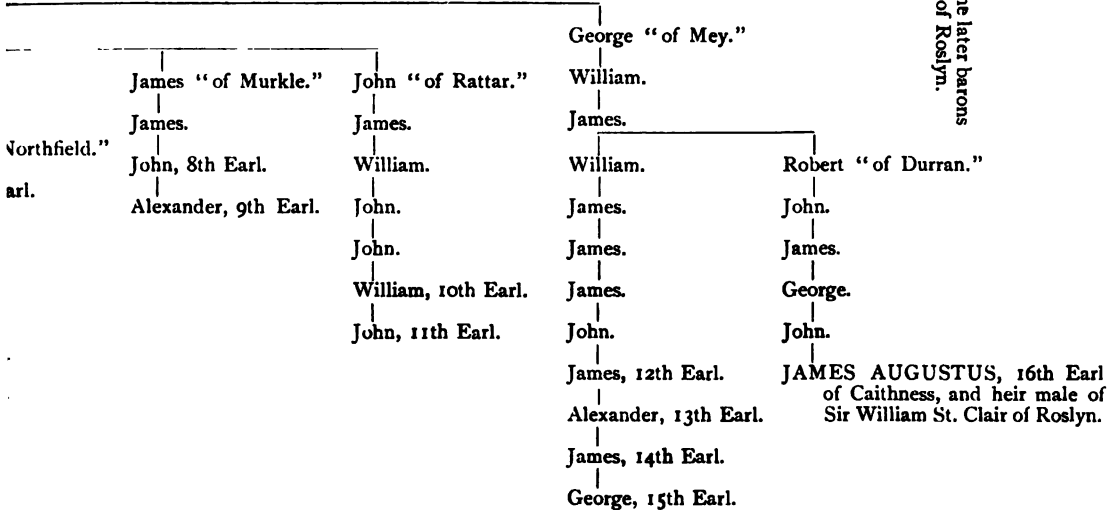 of Roslyn.
George "of Mey."
James "of Murkle."
John "of Rattar."
William.
James.
James.
James.
William.
Robert "of Durran."
John, 8th Earl.
William.
James.
John.
Alexander, 9th Earl.
John.
James.
James.
John.
James.
George.
William, 10th Earl.
John.
John.
John, 11th Earl.
James, 12th Earl.
JAMES AUGUSTUS, 16th Earl
of Caithness, and heir male of
Sir William St. Clair of Roslyn.
Alexander, 13th Earl.
James, 14th Earl.
George, 15th Earl.
later barons